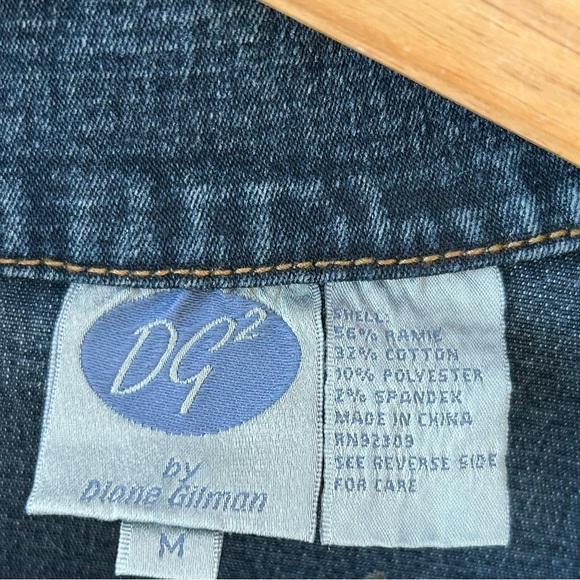 DG2
by
Diane Gilman
M
SHELL:
56% RAMIE
32% COTTON
10% POLYESTER
2% SPANDEX
MADE IN CHINA
RN92309
SEE REVERSE SIDE
FOR CARE